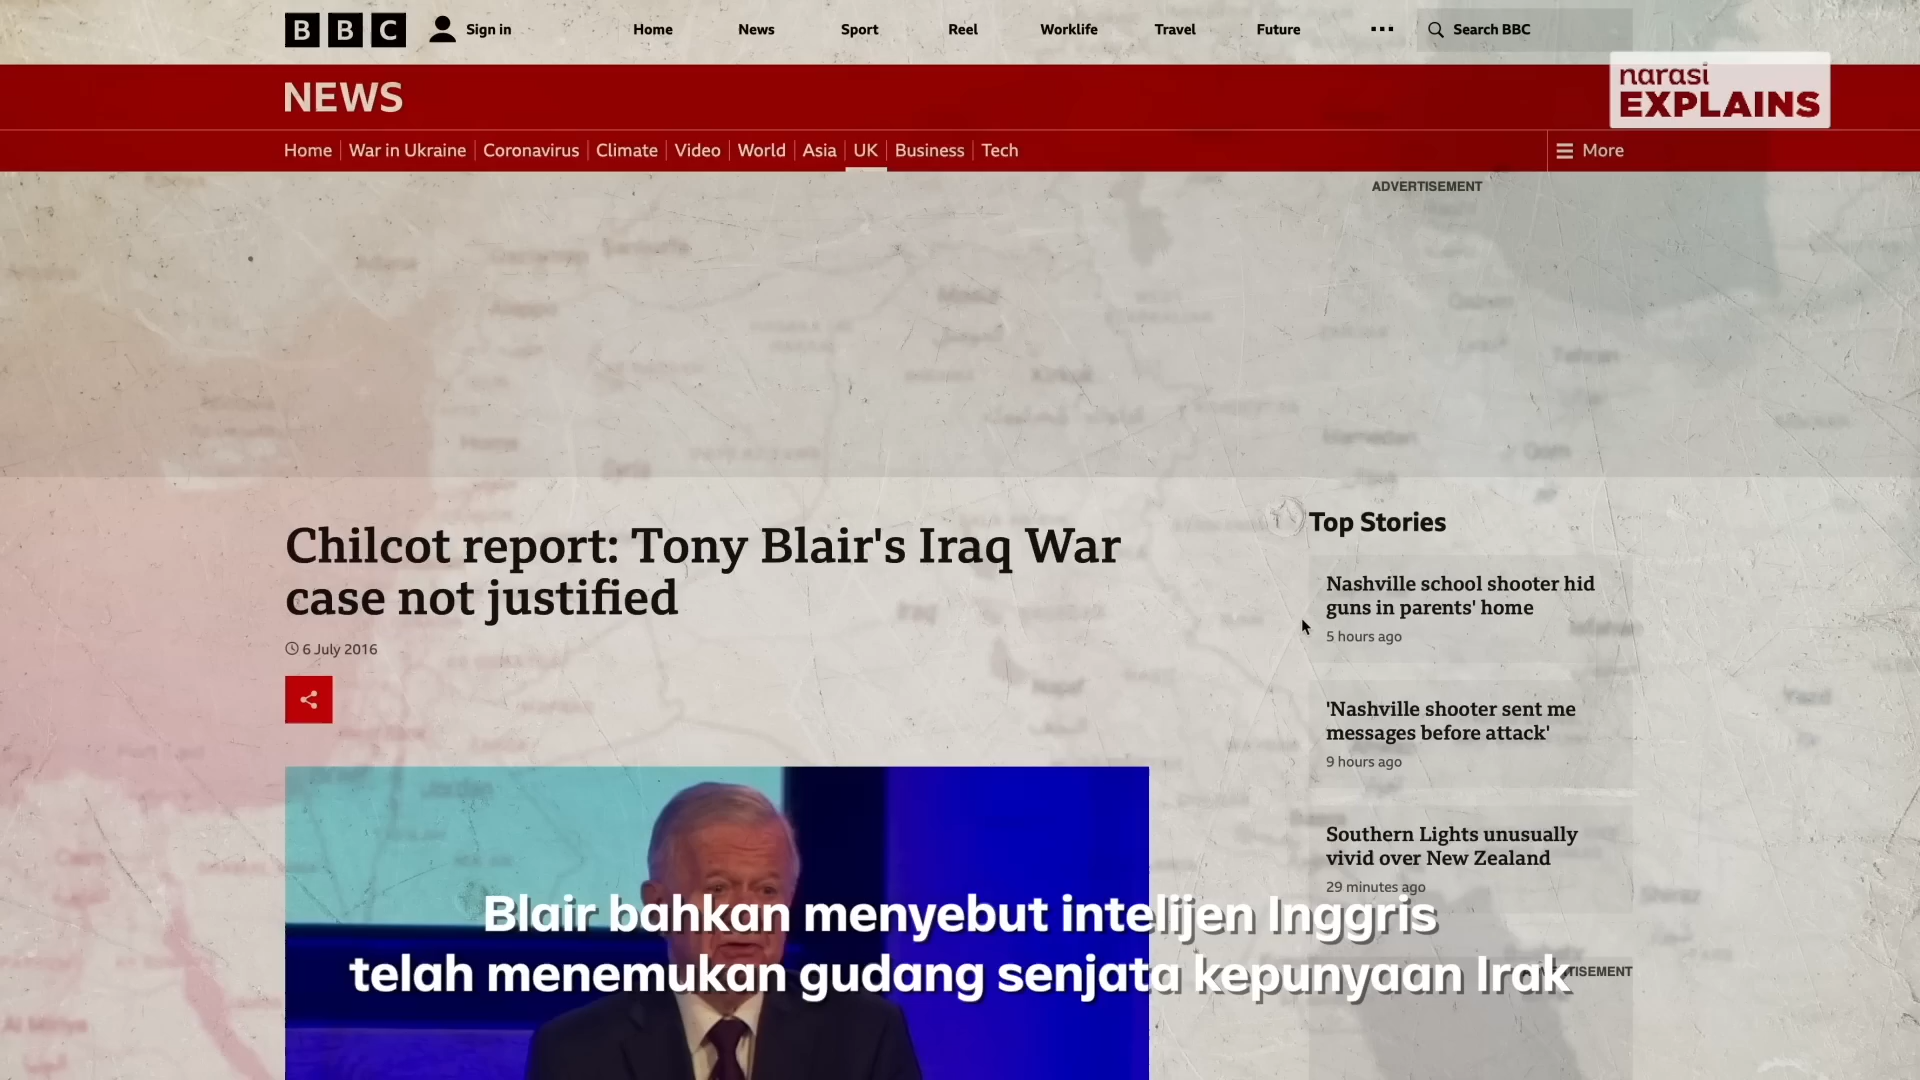 BBC
Sign in
Home
News
Sport
Reel
Worklife
Travel
Future
Search BBC
narasi
EXPLAINS
NEWS
Home
War in Ukraine
Coronavirus
Climate
Video
World
Asia
UK
Business
Tech
More
ADVERTISEMENT
Chilcot report: Tony Blair's Iraq War
case not justified
6 July 2016
Top Stories
Nashville school shooter hid
guns in parents' home
5 hours ago
'Nashville shooter sent me
messages before attack'
9 hours ago
Southern Lights unusually
vivid over New Zealand
29 minutes ago
Blair bahkan menyebut intelijen Inggris
telah menemukan gudang senjata kepunyaan Irak